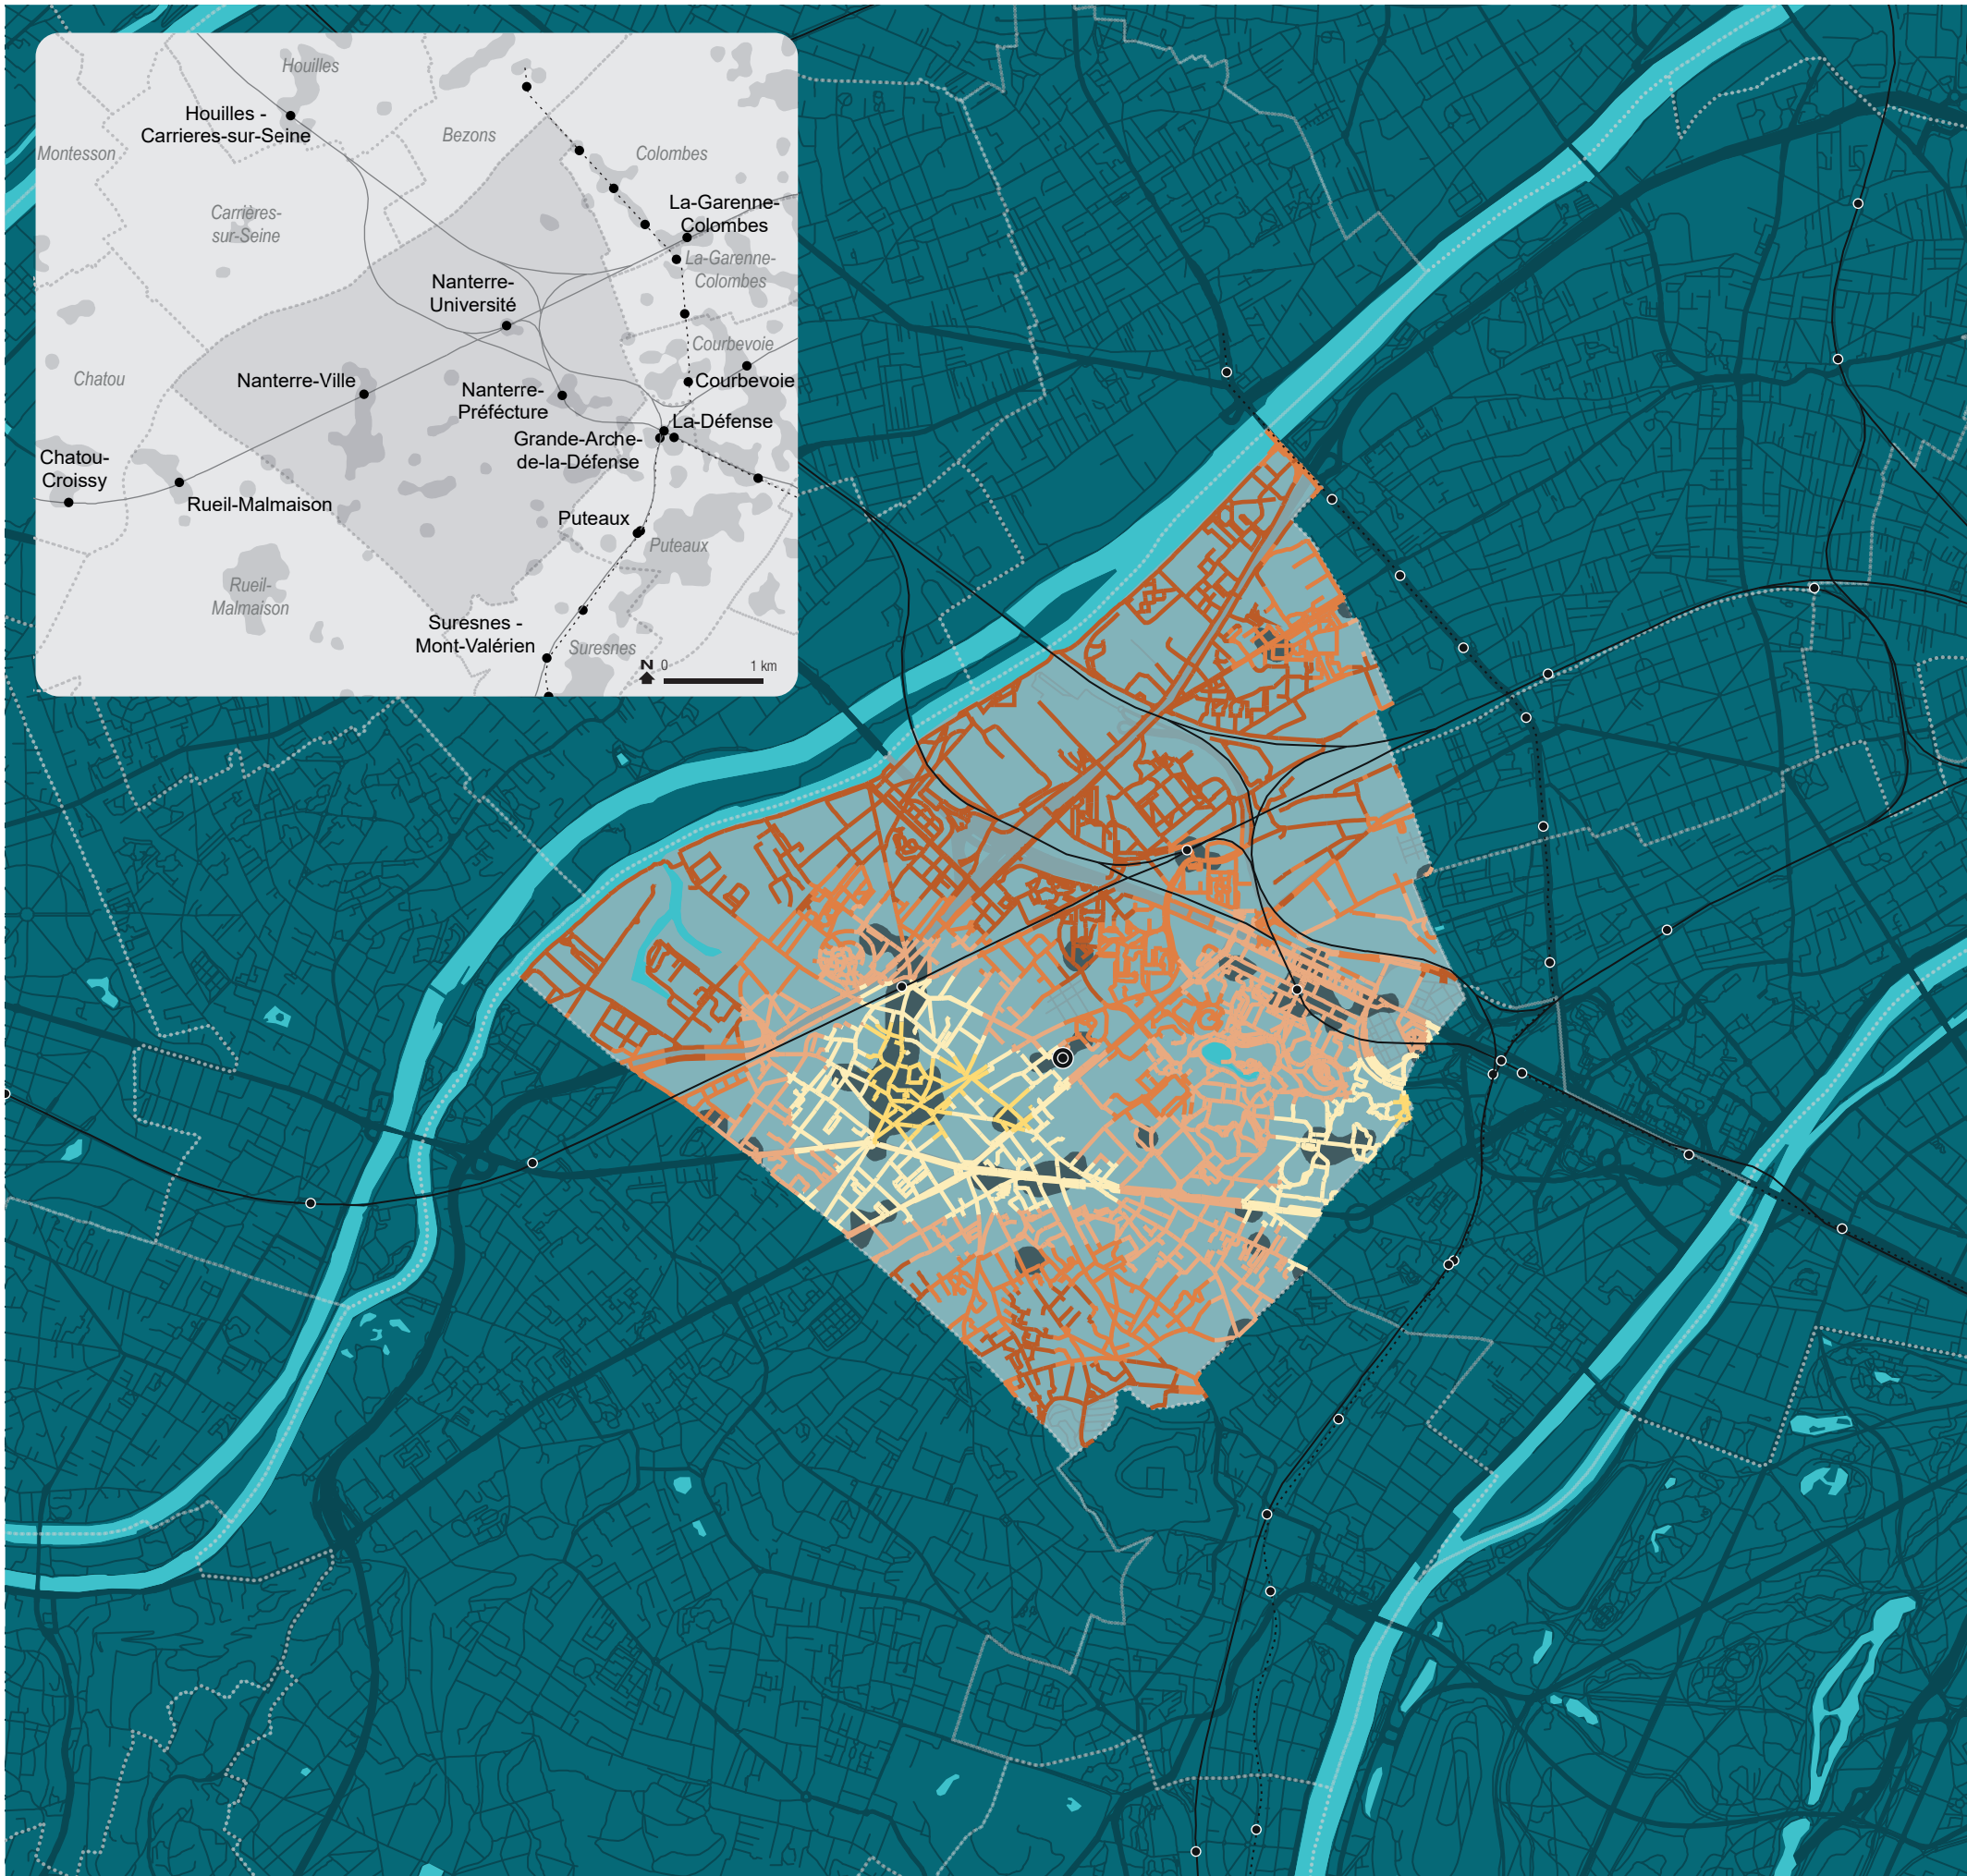 Houilles
Houilles -
Carrieres-sur-Seine
Bezons
Montesson
Colombes
La-Garenne-
Colombes
Carrières-
sur-Seine
La-Garenne-
Colombes
Nanterre-
Université
Courbevoie
Chatou
Nanterre-Ville
Nanterre-
Préfécture
Courbevoie
La-Défense
Grande-Arche-
de-la-Défense
Chatou-
Croissy
Rueil-Malmaison
Puteaux
Puteaux
Rueil-
Malmaison
Suresnes -
Mont-Valérien
Suresnes
N 0 1 km